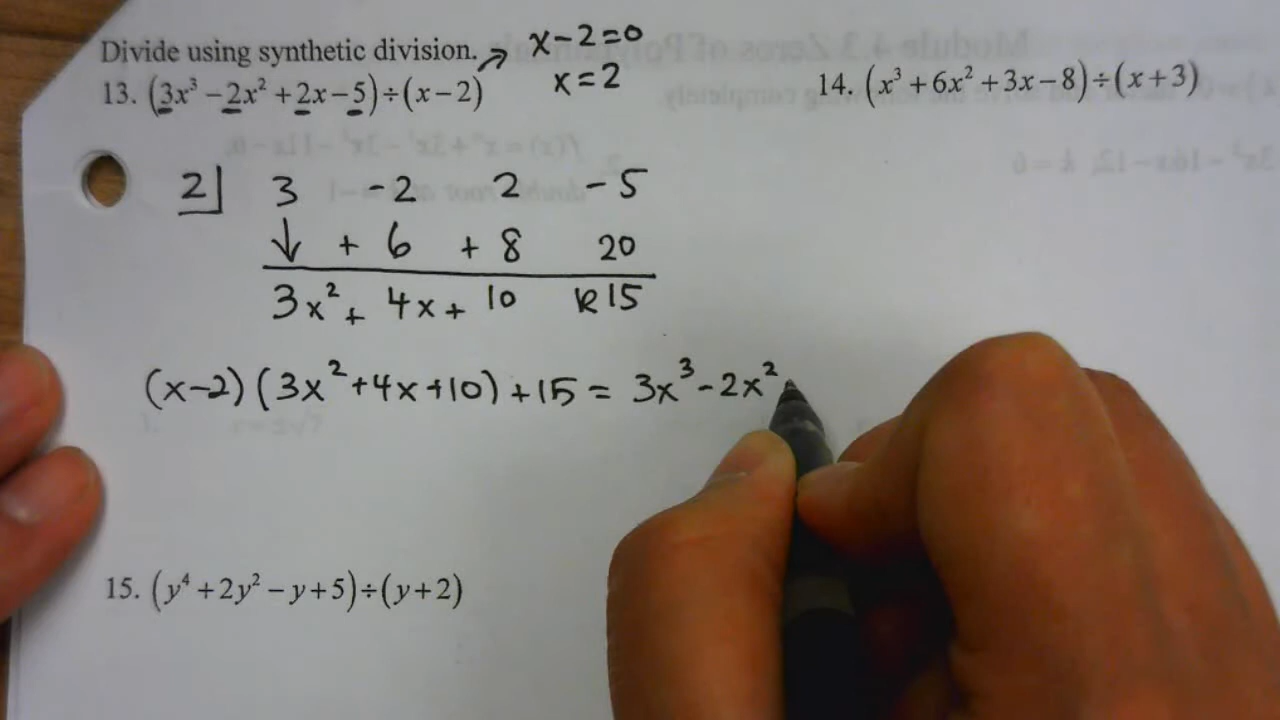 Divide using synthetic division. x-2=0
13. (3x³ - 2x² + 2x - 5) ÷ (x - 2) x=2
14. (x³ + 6x² + 3x - 8) ÷ (x + 3)
2 3 -2 2 -5
↓ + 6 + 8 20
3x² + 4x + 10 R15
(x-2)(3x²+4x+10)+15 = 3x³-2x²
15. (y⁴ + 2y² - y + 5) ÷ (y + 2)